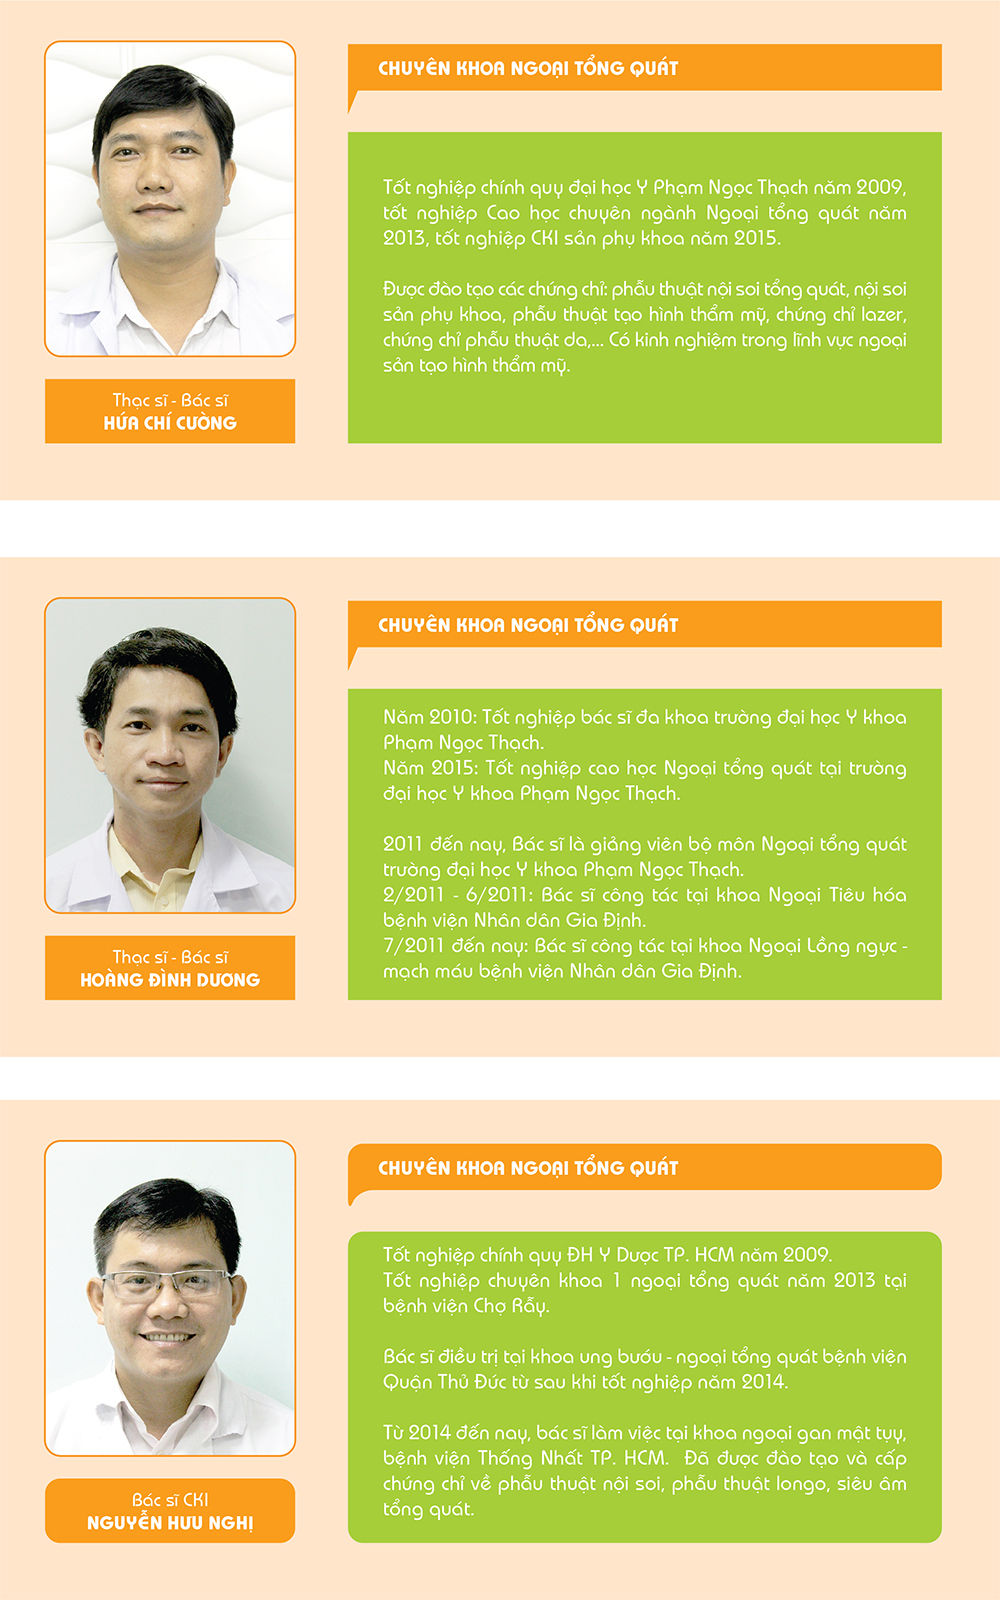 CHUYÊN KHOA NGOẠI TỔNG QUÁT
Tốt nghiệp chính quy đại học Y Phạm Ngọc Thạch năm 2009,
tốt nghiệp Cao học chuyên ngành Ngoại tổng quát năm
2013, tốt nghiệp CKI sản phụ khoa năm 2015.
Được đào tạo các chứng chỉ: phẫu thuật nội soi tổng quát, nội soi
sản phụ khoa, phẫu thuật tạo hình thẩm mỹ, chứng chỉ lazer,
chứng chỉ phẫu thuật da,... Có kinh nghiệm trong lĩnh vực ngoại
sản tạo hình thẩm mỹ.
Thạc sĩ - Bác sĩ
HỨA CHÍ CƯỜNG
CHUYÊN KHOA NGOẠI TỔNG QUÁT
Năm 2010: Tốt nghiệp bác sĩ đa khoa trường đại học Y khoa
Phạm Ngọc Thạch.
Năm 2015: Tốt nghiệp cao học Ngoại tổng quát tại trường
đại học Y khoa Phạm Ngọc Thạch.
2011 đến nay, Bác sĩ là giảng viên bộ môn Ngoại tổng quát
trường đại học Y khoa Phạm Ngọc Thạch.
2/2011 - 6/2011: Bác sĩ công tác tại khoa Ngoại Tiêu hóa
bệnh viện Nhân dân Gia Định.
7/2011 đến nay: Bác sĩ công tác tại khoa Ngoại Lồng ngực -
mạch máu bệnh viện Nhân dân Gia Định.
Thạc sĩ - Bác sĩ
HOÀNG ĐÌNH DƯƠNG
CHUYÊN KHOA NGOẠI TỔNG QUÁT
Tốt nghiệp chính quy ĐH Y Dược TP. HCM năm 2009.
Tốt nghiệp chuyên khoa 1 ngoại tổng quát năm 2013 tại
bệnh viện Chợ Rẫy.
Bác sĩ điều trị tại khoa ung bướu - ngoại tổng quát bệnh viện
Quận Thủ Đức từ sau khi tốt nghiệp năm 2014.
Từ 2014 đến nay, bác sĩ làm việc tại khoa ngoại gan mật tụy,
bệnh viện Thống Nhất TP. HCM. Đã được đào tạo và cấp
chứng chỉ về phẫu thuật nội soi, phẫu thuật longo, siêu âm
tổng quát.
Bác sĩ CKI
NGUYỄN HƯU NGHỊ